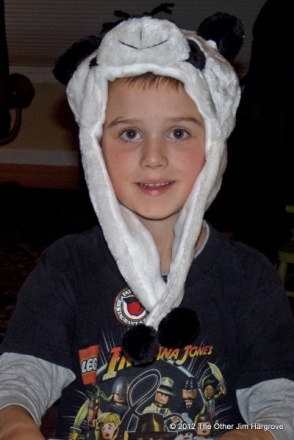 LEGO
INDIANA JONES
© 2012 The Other Jim Hargrove